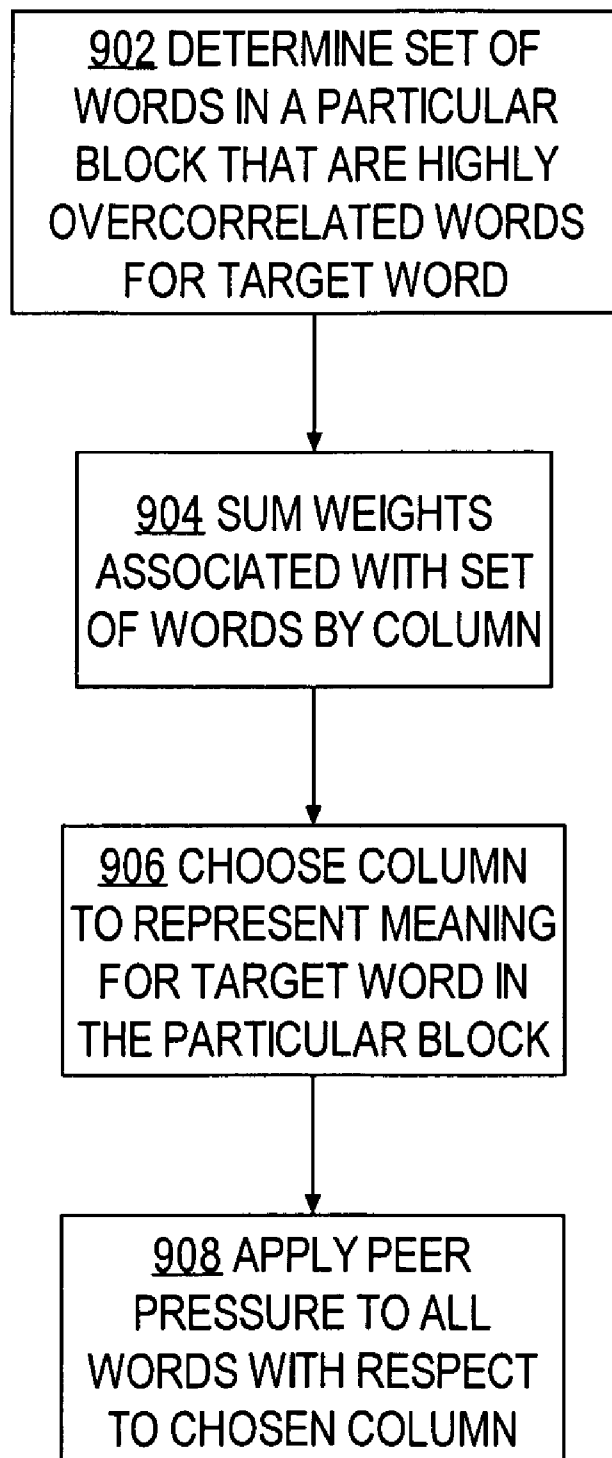 902 DETERMINE SET OF
WORDS IN A PARTICULAR
BLOCK THAT ARE HIGHLY
OVERCORRELATED WORDS
FOR TARGET WORD
904 SUM WEIGHTS
ASSOCIATED WITH SET
OF WORDS BY COLUMN
906 CHOOSE COLUMN
TO REPRESENT MEANING
FOR TARGET WORD IN
THE PARTICULAR BLOCK
908 APPLY PEER
PRESSURE TO ALL
WORDS WITH RESPECT
TO CHOSEN COLUMN